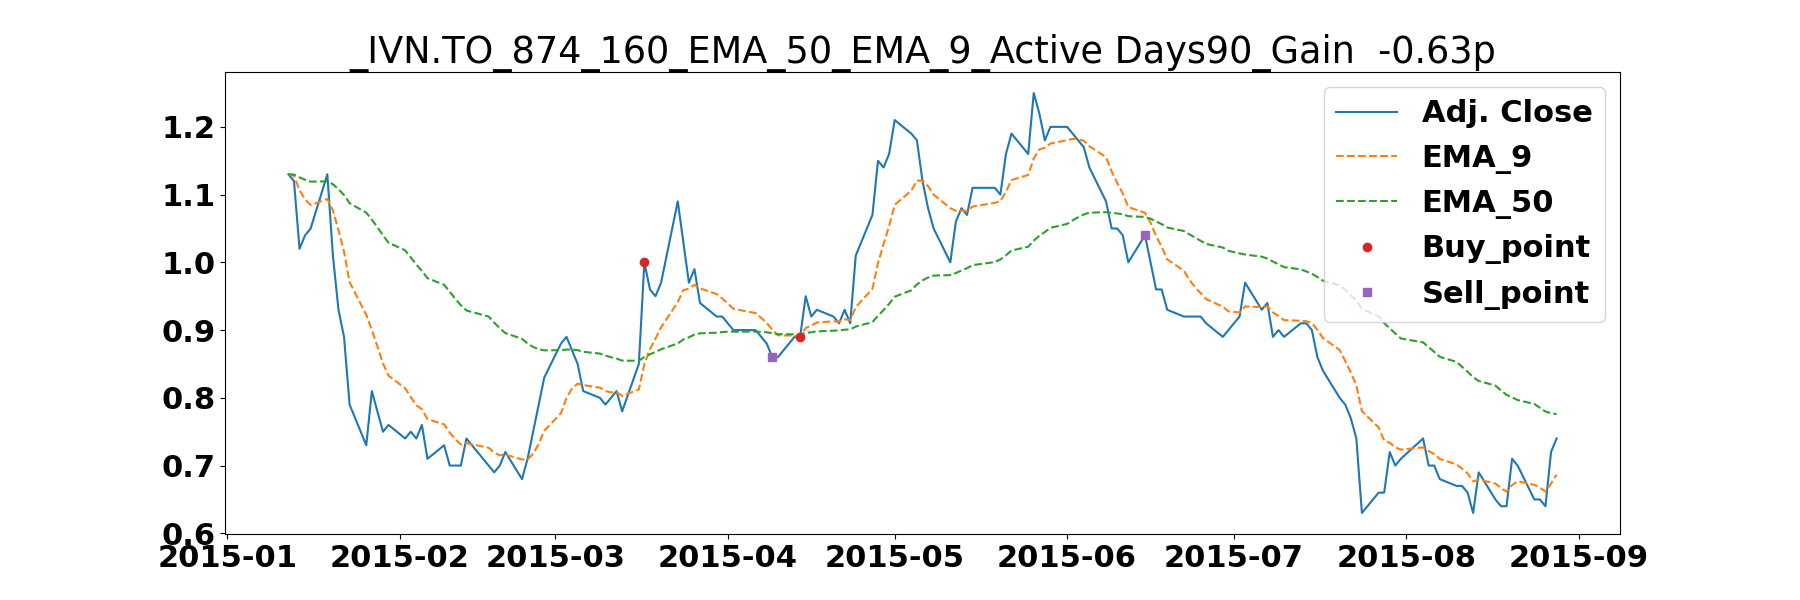 _IVN.TO_874_160_EMA_50_EMA_9_Active Days90_Gain  -0.63p
Adj. Close
EMA_9
EMA_50
Buy_point
Sell_point
1.2
1.1
1.0
0.9
0.8
0.7
0.6
2015-01
2015-02
2015-03
2015-04
2015-05
2015-06
2015-07
2015-08
2015-09